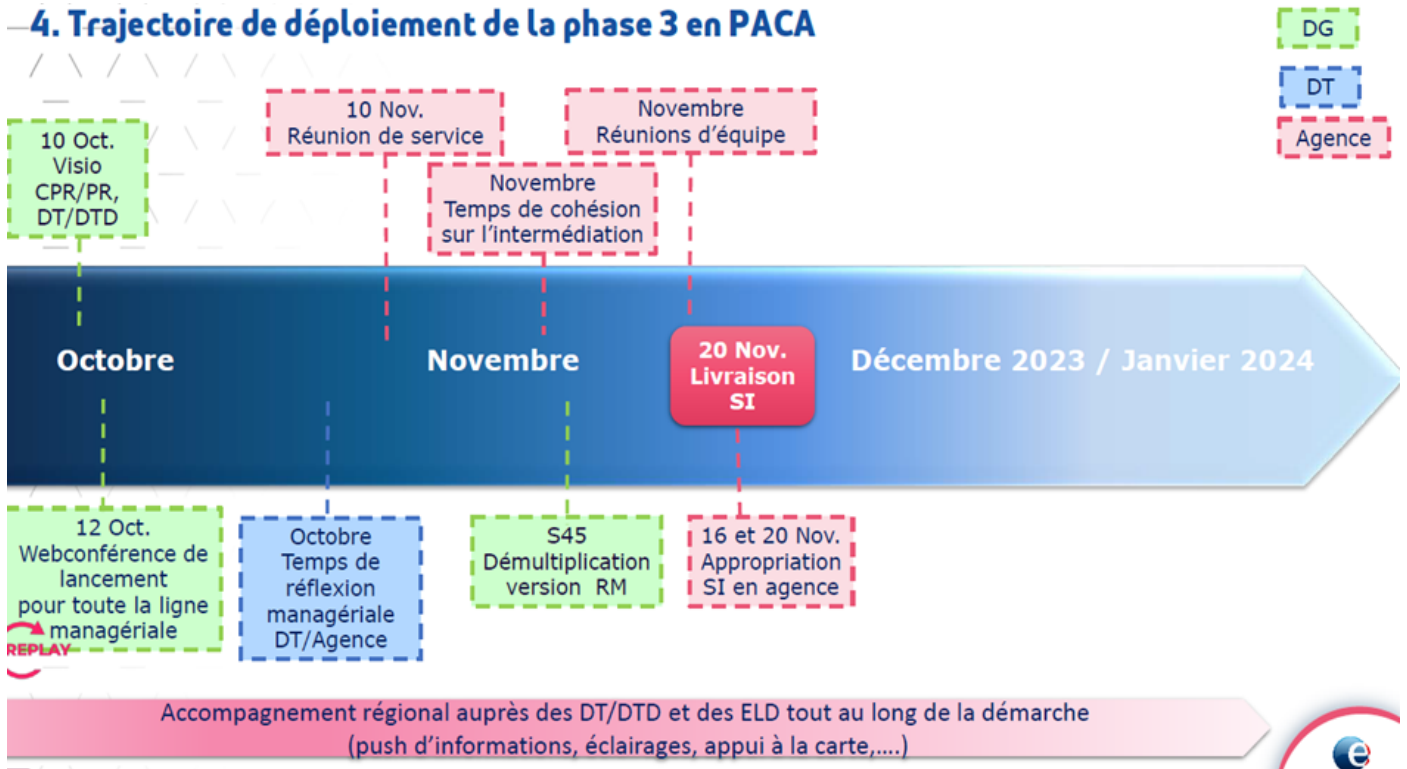 4. Trajectoire de déploiement de la phase 3 en PACA
DG
DT
Agence
10 Oct.
Visio
CPR/PR,
DT/DTD
10 Nov.
Réunion de service
Novembre
Temps de cohésion
sur l'intermédiation
Novembre
Réunions d'équipe
Octobre
Novembre
20 Nov.
Livraison
SI
Décembre 2023 / Janvier 2024
12 Oct.
Webconférence de
lancement
pour toute la ligne
managériale
REPLAY
Octobre
Temps de
réflexion
managériale
DT/Agence
S45
Démultiplication
version RM
16 et 20 Nov.
Appropriation
SI en agence
Accompagnement régional auprès des DT/DTD et des ELD tout au long de la démarche
(push d'informations, éclairages, appui à la carte,....)
e